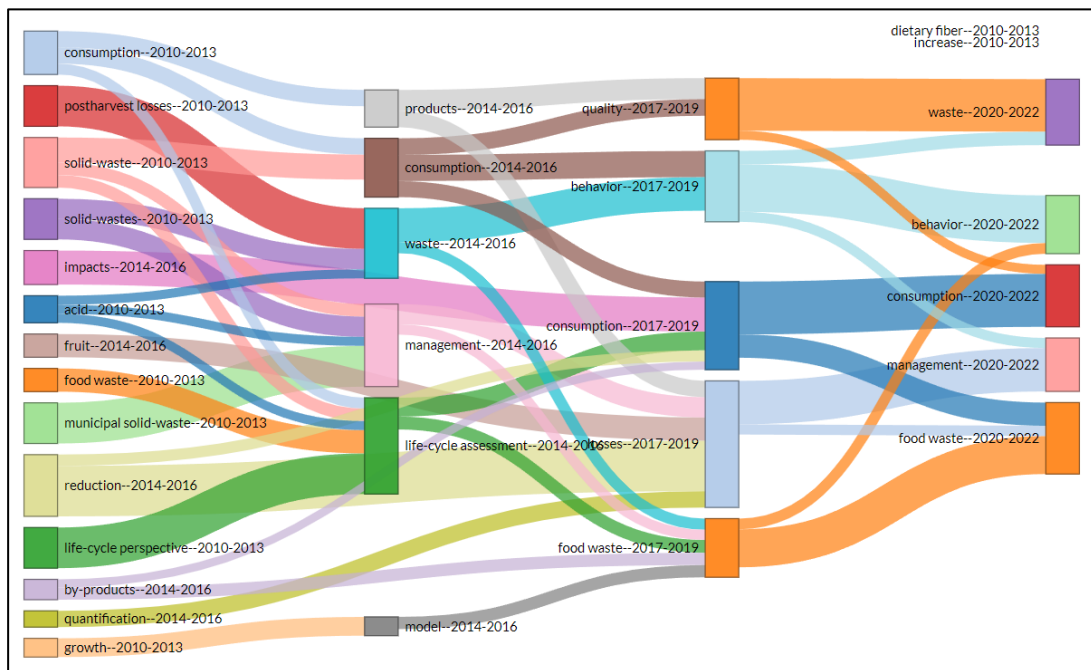 consumption--2010-2013
postharvest losses--2010-2013
solid-waste--2010-2013
solid-wastes--2010-2013
impacts--2014-2016
acid--2010-2013
fruit--2014-2016
food waste--2010-2013
municipal solid-waste--2010-2013
reduction--2014-2016
life-cycle perspective--2010-2013
by-products--2014-2016
quantification--2014-2016
growth--2010-2013
products--2014-2016
consumption--2014-2016
waste--2014-2016
management--2014-2016
life-cycle assessment--2014-2016
model--2014-2016
quality--2017-2019
behavior--2017-2019
consumption--2017-2019
losses--2017-2019
food waste--2017-2019
dietary fiber--2010-2013
increase--2010-2013
waste--2020-2022
behavior--2020-2022
consumption--2020-2022
management--2020-2022
food waste--2020-2022